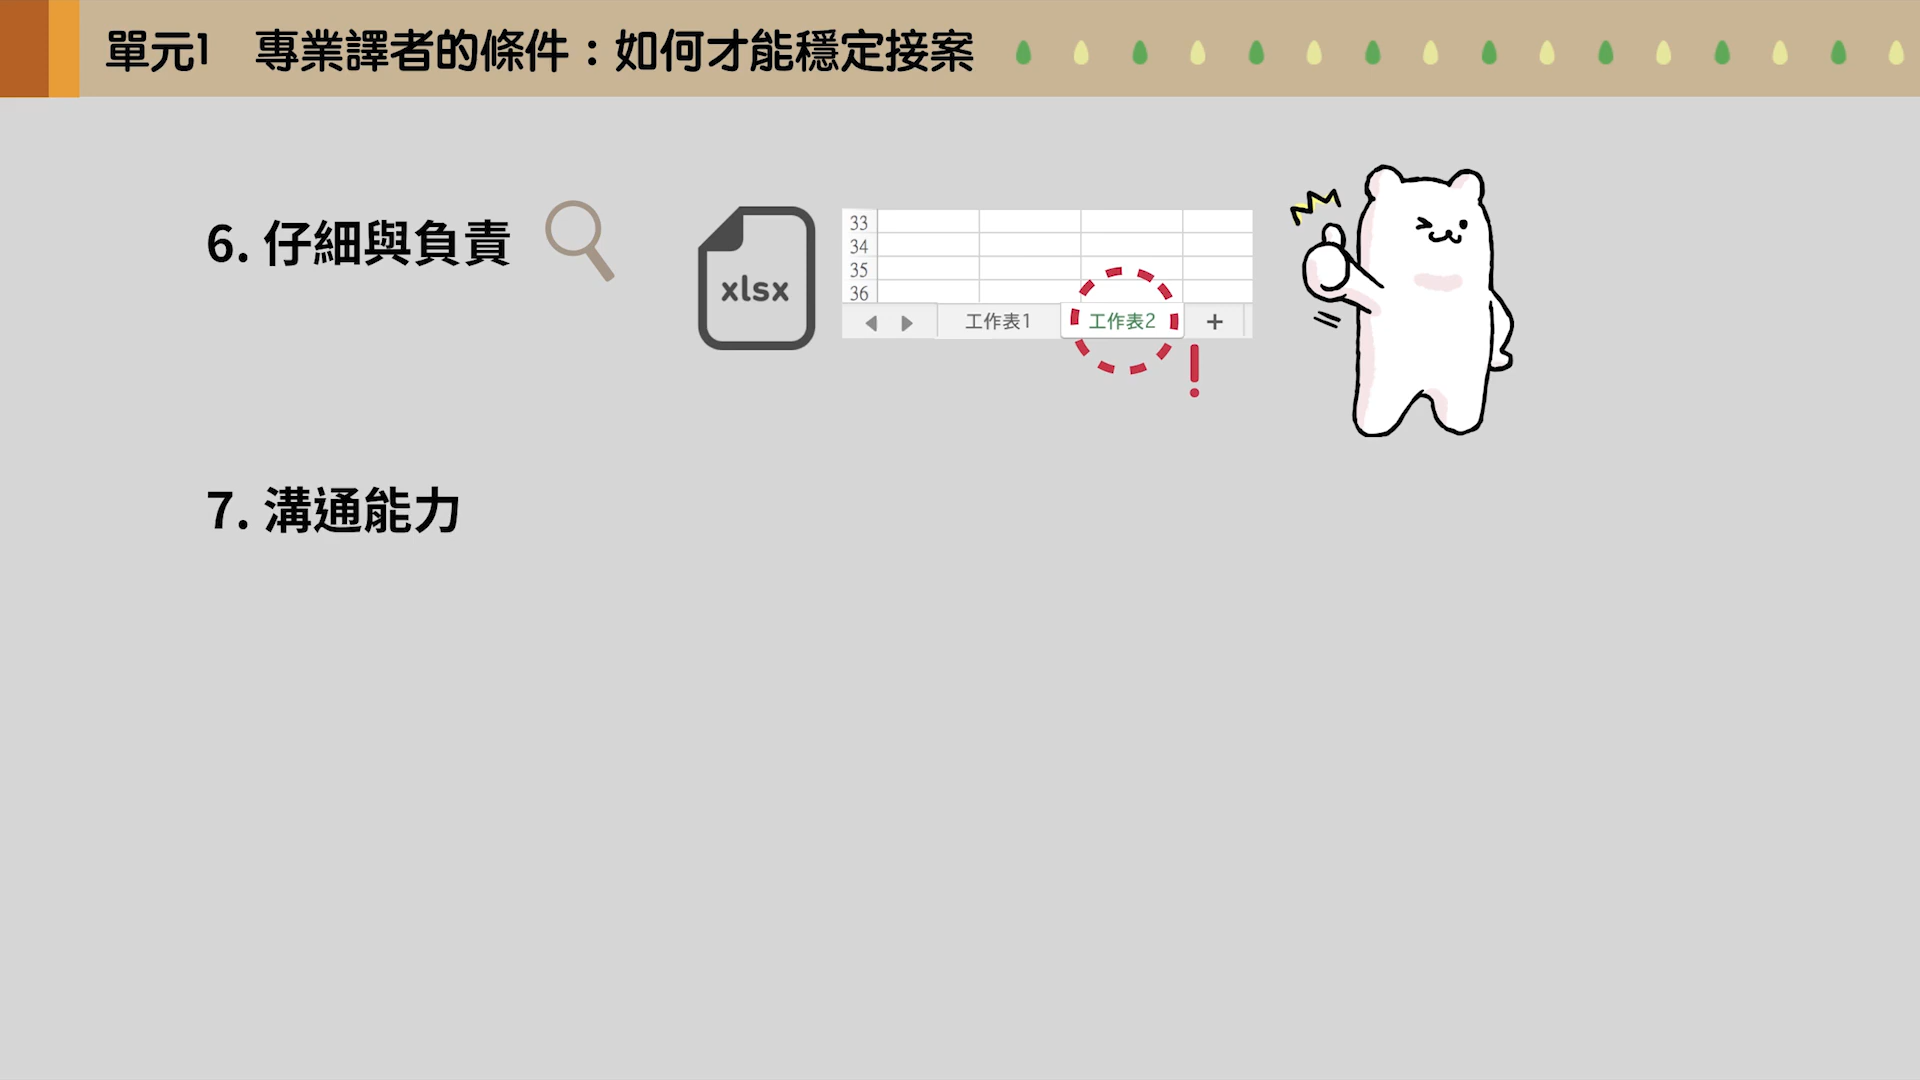 單元1 專業譯者的條件：如何才能穩定接案
6. 仔細與負責
xlsx
33
34
35
36
工作表1 工作表2 +
!
7. 溝通能力